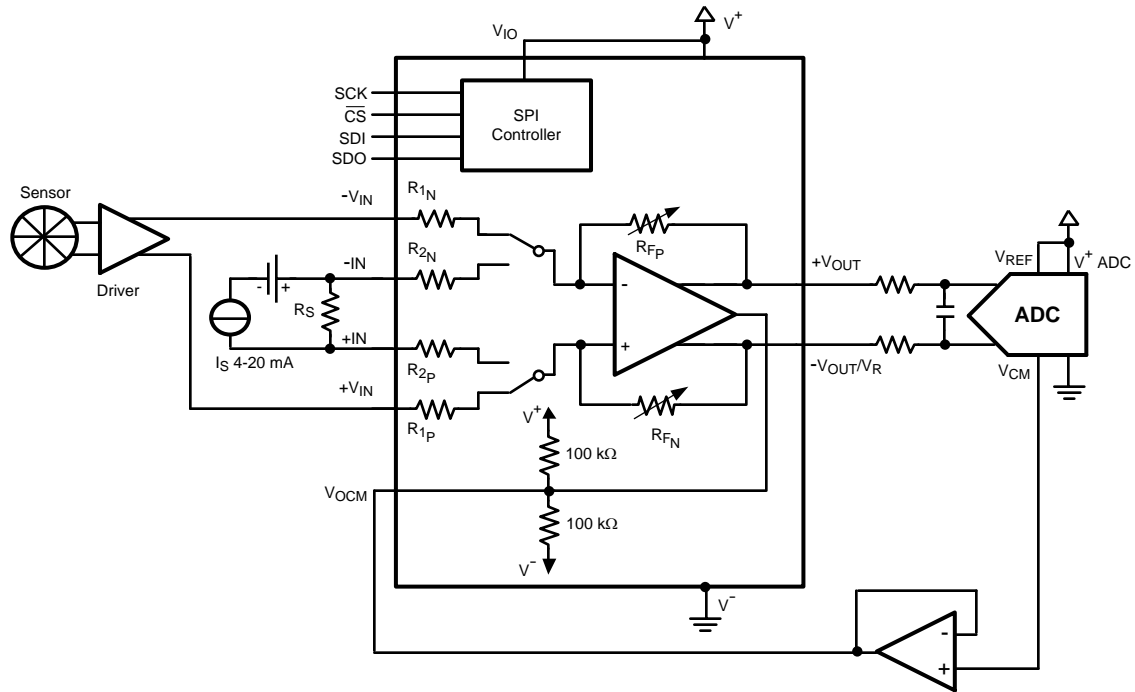 V+
VIO
SCK
CS
SDI
SDO
SPI
Controller
Sensor
Driver
-VIN
R1N
R2N
-IN
RS
+IN
IS 4-20 mA
R2P
+VIN
R1P
RFP
-
+
RFN
- +
+VOUT
-VOUT/VR
VREF
V+ ADC
ADC
VCM
V+
100 kΩ
VOCM
100 kΩ
V−
V−
-
+